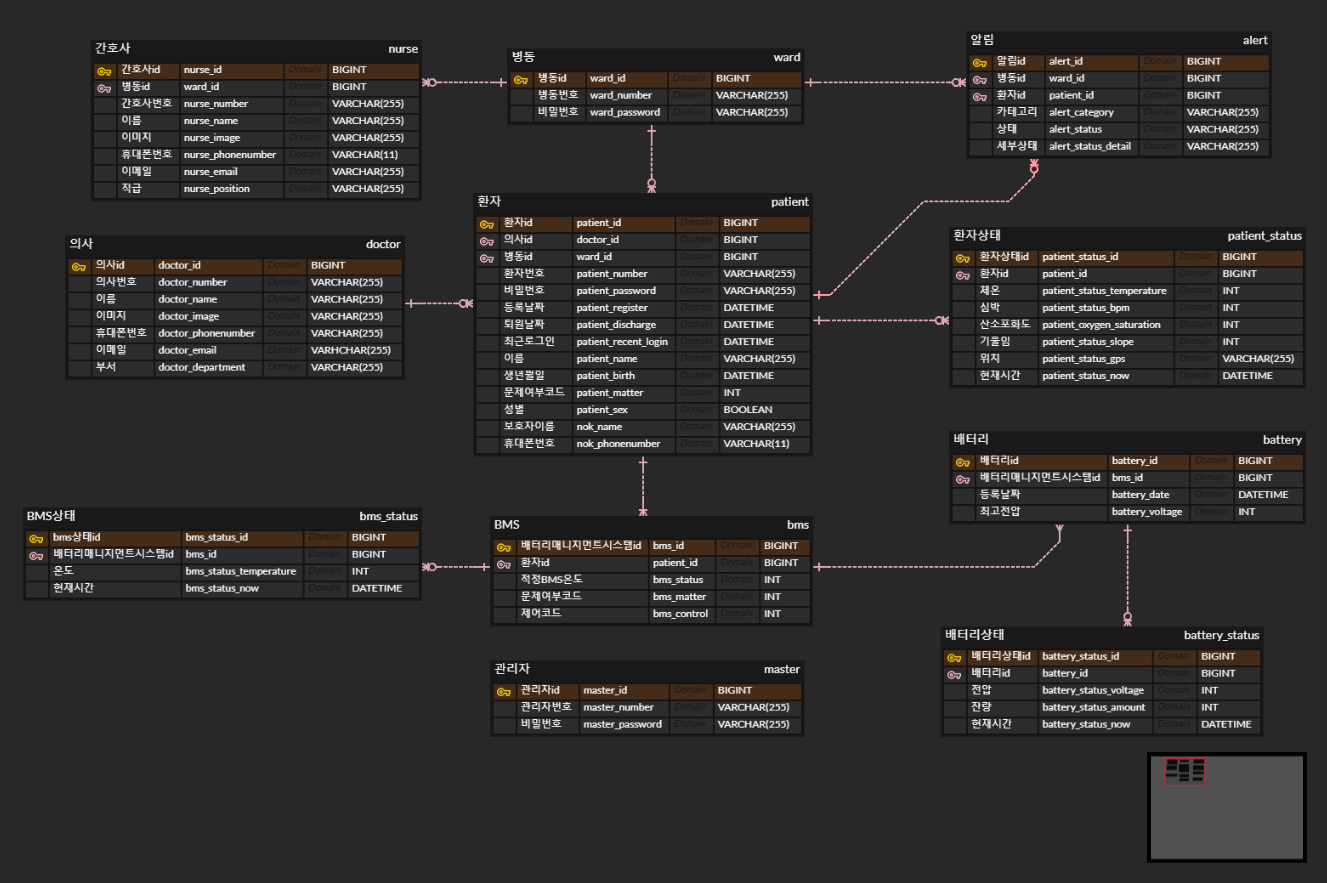 간호사 nurse
간호사id nurse_id Domain BIGINT
병동id ward_id Domain BIGINT
간호사번호 nurse_number Domain VARCHAR(255)
이름 nurse_name Domain VARCHAR(255)
이미지 nurse_image Domain VARCHAR(255)
휴대폰번호 nurse_phonenumber Domain VARCHAR(11)
이메일 nurse_email Domain VARCHAR(255)
직급 nurse_position Domain VARCHAR(255)
병동 ward
병동id ward_id Domain BIGINT
병동번호 ward_number Domain VARCHAR(255)
비밀번호 ward_password Domain VARCHAR(255)
알림 alert
알림id alert_id Domain BIGINT
병동id ward_id Domain BIGINT
환자id patient_id Domain BIGINT
카테고리 alert_category Domain VARCHAR(255)
상태 alert_status Domain VARCHAR(255)
세부상태 alert_status_detail Domain VARCHAR(255)
의사 doctor
의사id doctor_id Domain BIGINT
의사번호 doctor_number Domain VARCHAR(255)
이름 doctor_name Domain VARCHAR(255)
이미지 doctor_image Domain VARCHAR(255)
휴대폰번호 doctor_phonenumber Domain VARCHAR(255)
이메일 doctor_email Domain VARHCHAR(255)
부서 doctor_department Domain VARCHAR(255)
환자 patient
환자id patient_id Domain BIGINT
의사id doctor_id Domain BIGINT
병동id ward_id Domain BIGINT
환자번호 patient_number Domain VARCHAR(255)
비밀번호 patient_password Domain VARCHAR(255)
등록날짜 patient_register Domain DATETIME
퇴원날짜 patient_discharge Domain DATETIME
최근로그인 patient_recent_login Domain DATETIME
이름 patient_name Domain VARCHAR(255)
생년월일 patient_birth Domain DATETIME
문제여부코드 patient_matter Domain INT
성별 patient_sex Domain BOOLEAN
보호자이름 nok_name Domain VARCHAR(255)
휴대폰번호 nok_phonenumber Domain VARCHAR(11)
환자상태 patient_status
환자상태id patient_status_id Domain BIGINT
환자id patient_id Domain BIGINT
체온 patient_status_temperature Domain INT
심박 patient_status_bpm Domain INT
산소포화도 patient_oxygen_saturation Domain INT
기울임 patient_status_slope Domain INT
위치 patient_status_gps Domain VARCHAR(255)
현재시간 patient_status_now Domain DATETIME
배터리 battery
배터리id battery_id Domain BIGINT
배터리매니지먼트시스템id bms_id Domain BIGINT
등록날짜 battery_date Domain DATETIME
최고전압 battery_voltage Domain INT
BMS상태 bms_status
bms상태id bms_status_id Domain BIGINT
배터리매니지먼트시스템id bms_id Domain BIGINT
온도 bms_status_temperature Domain INT
현재시간 bms_status_now Domain DATETIME
BMS bms
배터리매니지먼트시스템id bms_id Domain BIGINT
환자id patient_id Domain BIGINT
적정BMS온도 bms_status Domain INT
문제여부코드 bms_matter Domain INT
제어코드 bms_control Domain INT
배터리상태 battery_status
배터리상태id battery_status_id Domain BIGINT
배터리id battery_id Domain BIGINT
전압 battery_status_voltage Domain INT
잔량 battery_status_amount Domain INT
현재시간 battery_status_now Domain DATETIME
관리자 master
관리자id master_id Domain BIGINT
관리자번호 master_number Domain VARCHAR(255)
비밀번호 master_password Domain VARCHAR(255)